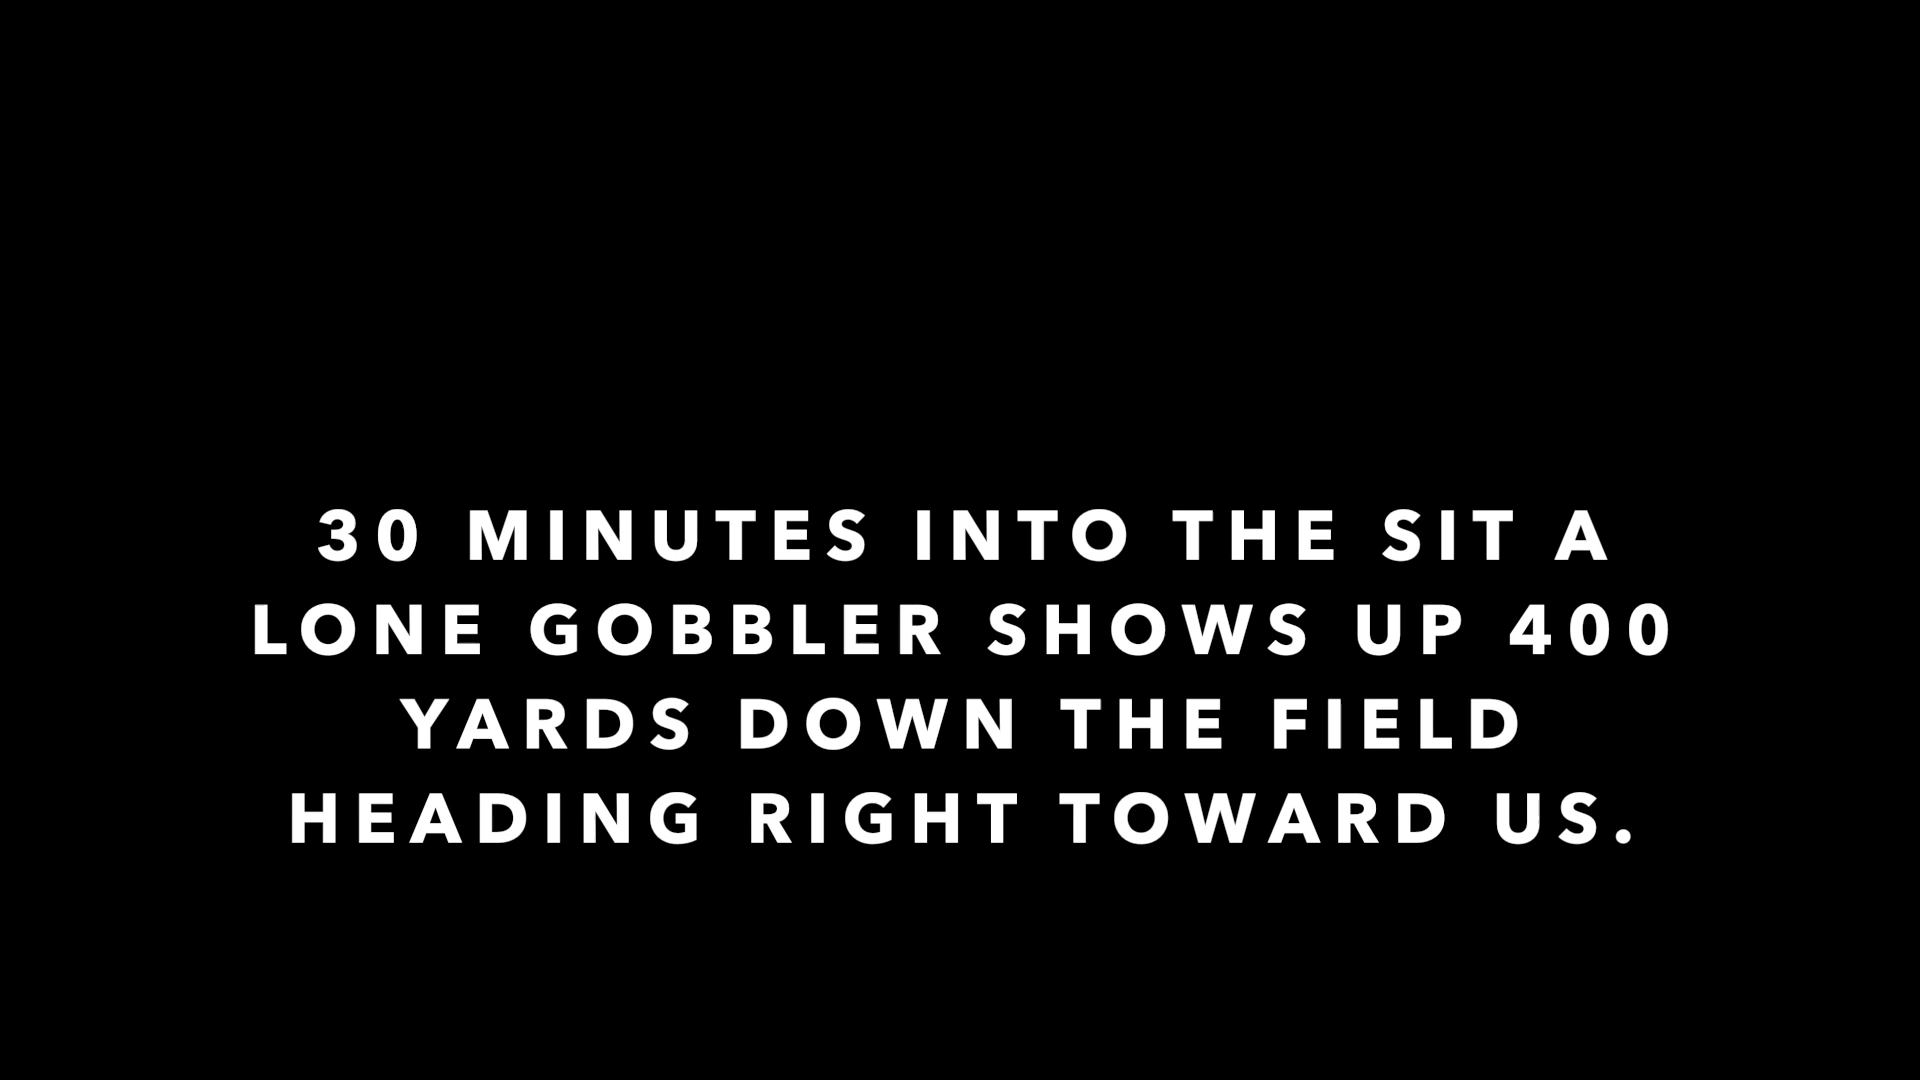 30 MINUTES INTO THE SIT A
LONE GOBBLER SHOWS UP 400
YARDS DOWN THE FIELD
HEADING RIGHT TOWARD US.